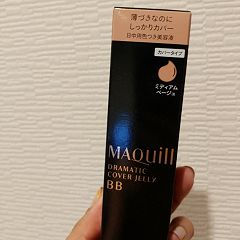 薄づきなのに
しっかりカバー
日中用色つき美容液
カバータイプ
ミディアム
ベージュ
MAQuill
DRAMATIC
COVER JELLY
BB